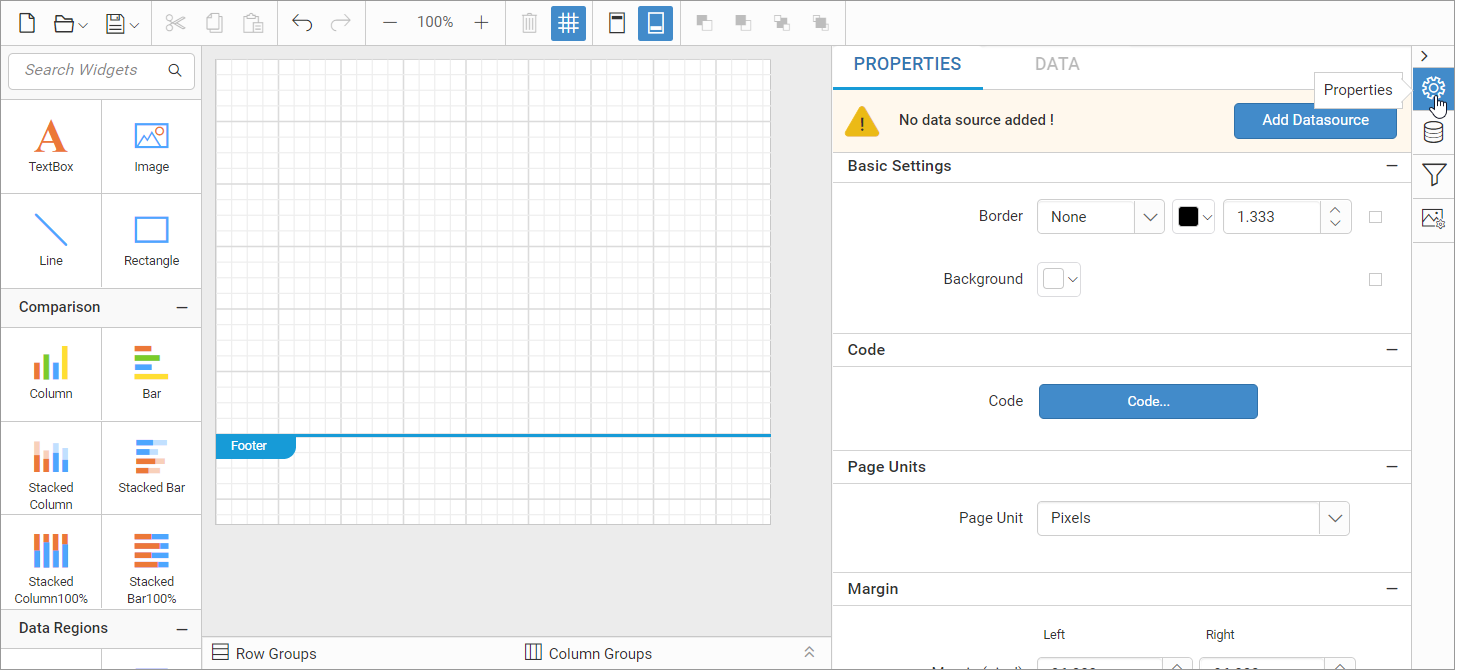 100%
Search Widgets
TextBox
Image
Line
Rectangle
Comparison
Column
Bar
Stacked
Column
Stacked Bar
Stacked
Column100%
Stacked
Bar100%
Data Regions
Footer
Row Groups
Column Groups
PROPERTIES
DATA
Properties
No data source added !
Add Datasource
Basic Settings
Border
None
1.333
Background
Code
Code
Code...
Page Units
Page Unit
Pixels
Margin
Left
Right